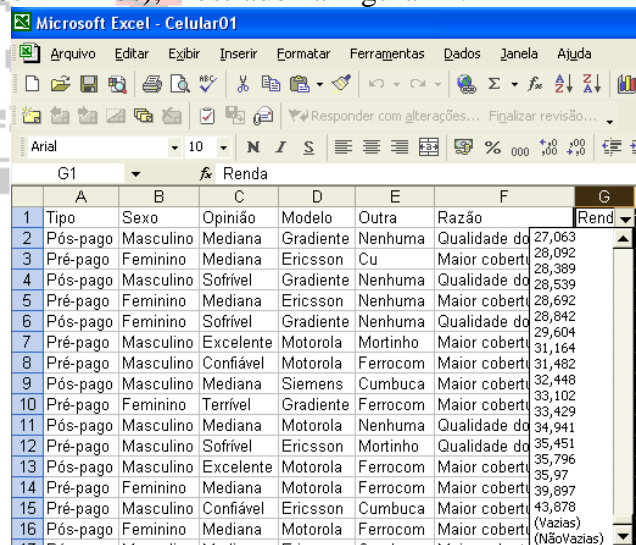 Microsoft Excel - Celular01
Arquivo Editar Exibir Inserir Formatar Ferramentas Dados Janela Ajuda
Responder com alterações... Finalizar revisão...
Arial 10 N I S % 000
G1 fx Renda
A B C D E F G
1 Tipo Sexo Opinião Modelo Outra Razão Rend
2 Pós-pago Masculino Mediana Gradiente Nenhuma Qualidade do 27,063
3 Pré-pago Feminino Mediana Ericsson Cu Maior cobertu 28,092
28,389
4 Pós-pago Masculino Sofrível Gradiente Nenhuma Qualidade do 28,539
5 Pré-pago Feminino Mediana Ericsson Nenhuma Maior cobertu 28,692
6 Pós-pago Feminino Sofrível Gradiente Nenhuma Qualidade do 28,842
29,604
7 Pré-pago Masculino Excelente Motorola Mortinho Maior cobertu 31,164
8 Pré-pago Masculino Confiável Motorola Ferrocom Maior cobertu 31,482
9 Pós-pago Masculino Mediana Siemens Cumbuca Maior cobertu 32,448
33,102
10 Pré-pago Feminino Terrível Gradiente Ferrocom Maior cobertu 33,429
11 Pós-pago Masculino Mediana Motorola Nenhuma Qualidade do 34,941
12 Pré-pago Masculino Sofrível Ericsson Mortinho Qualidade do 35,451
13 Pós-pago Masculino Excelente Motorola Ferrocom Maior cobertu 35,796
35,97
14 Pré-pago Feminino Mediana Motorola Ferrocom Maior cobertu 39,897
15 Pré-pago Masculino Confiável Ericsson Cumbuca Maior cobertu 43,878
16 Pós-pago Feminino Mediana Motorola Ferrocom Maior cobertu (Vazias)
(NãoVazias)